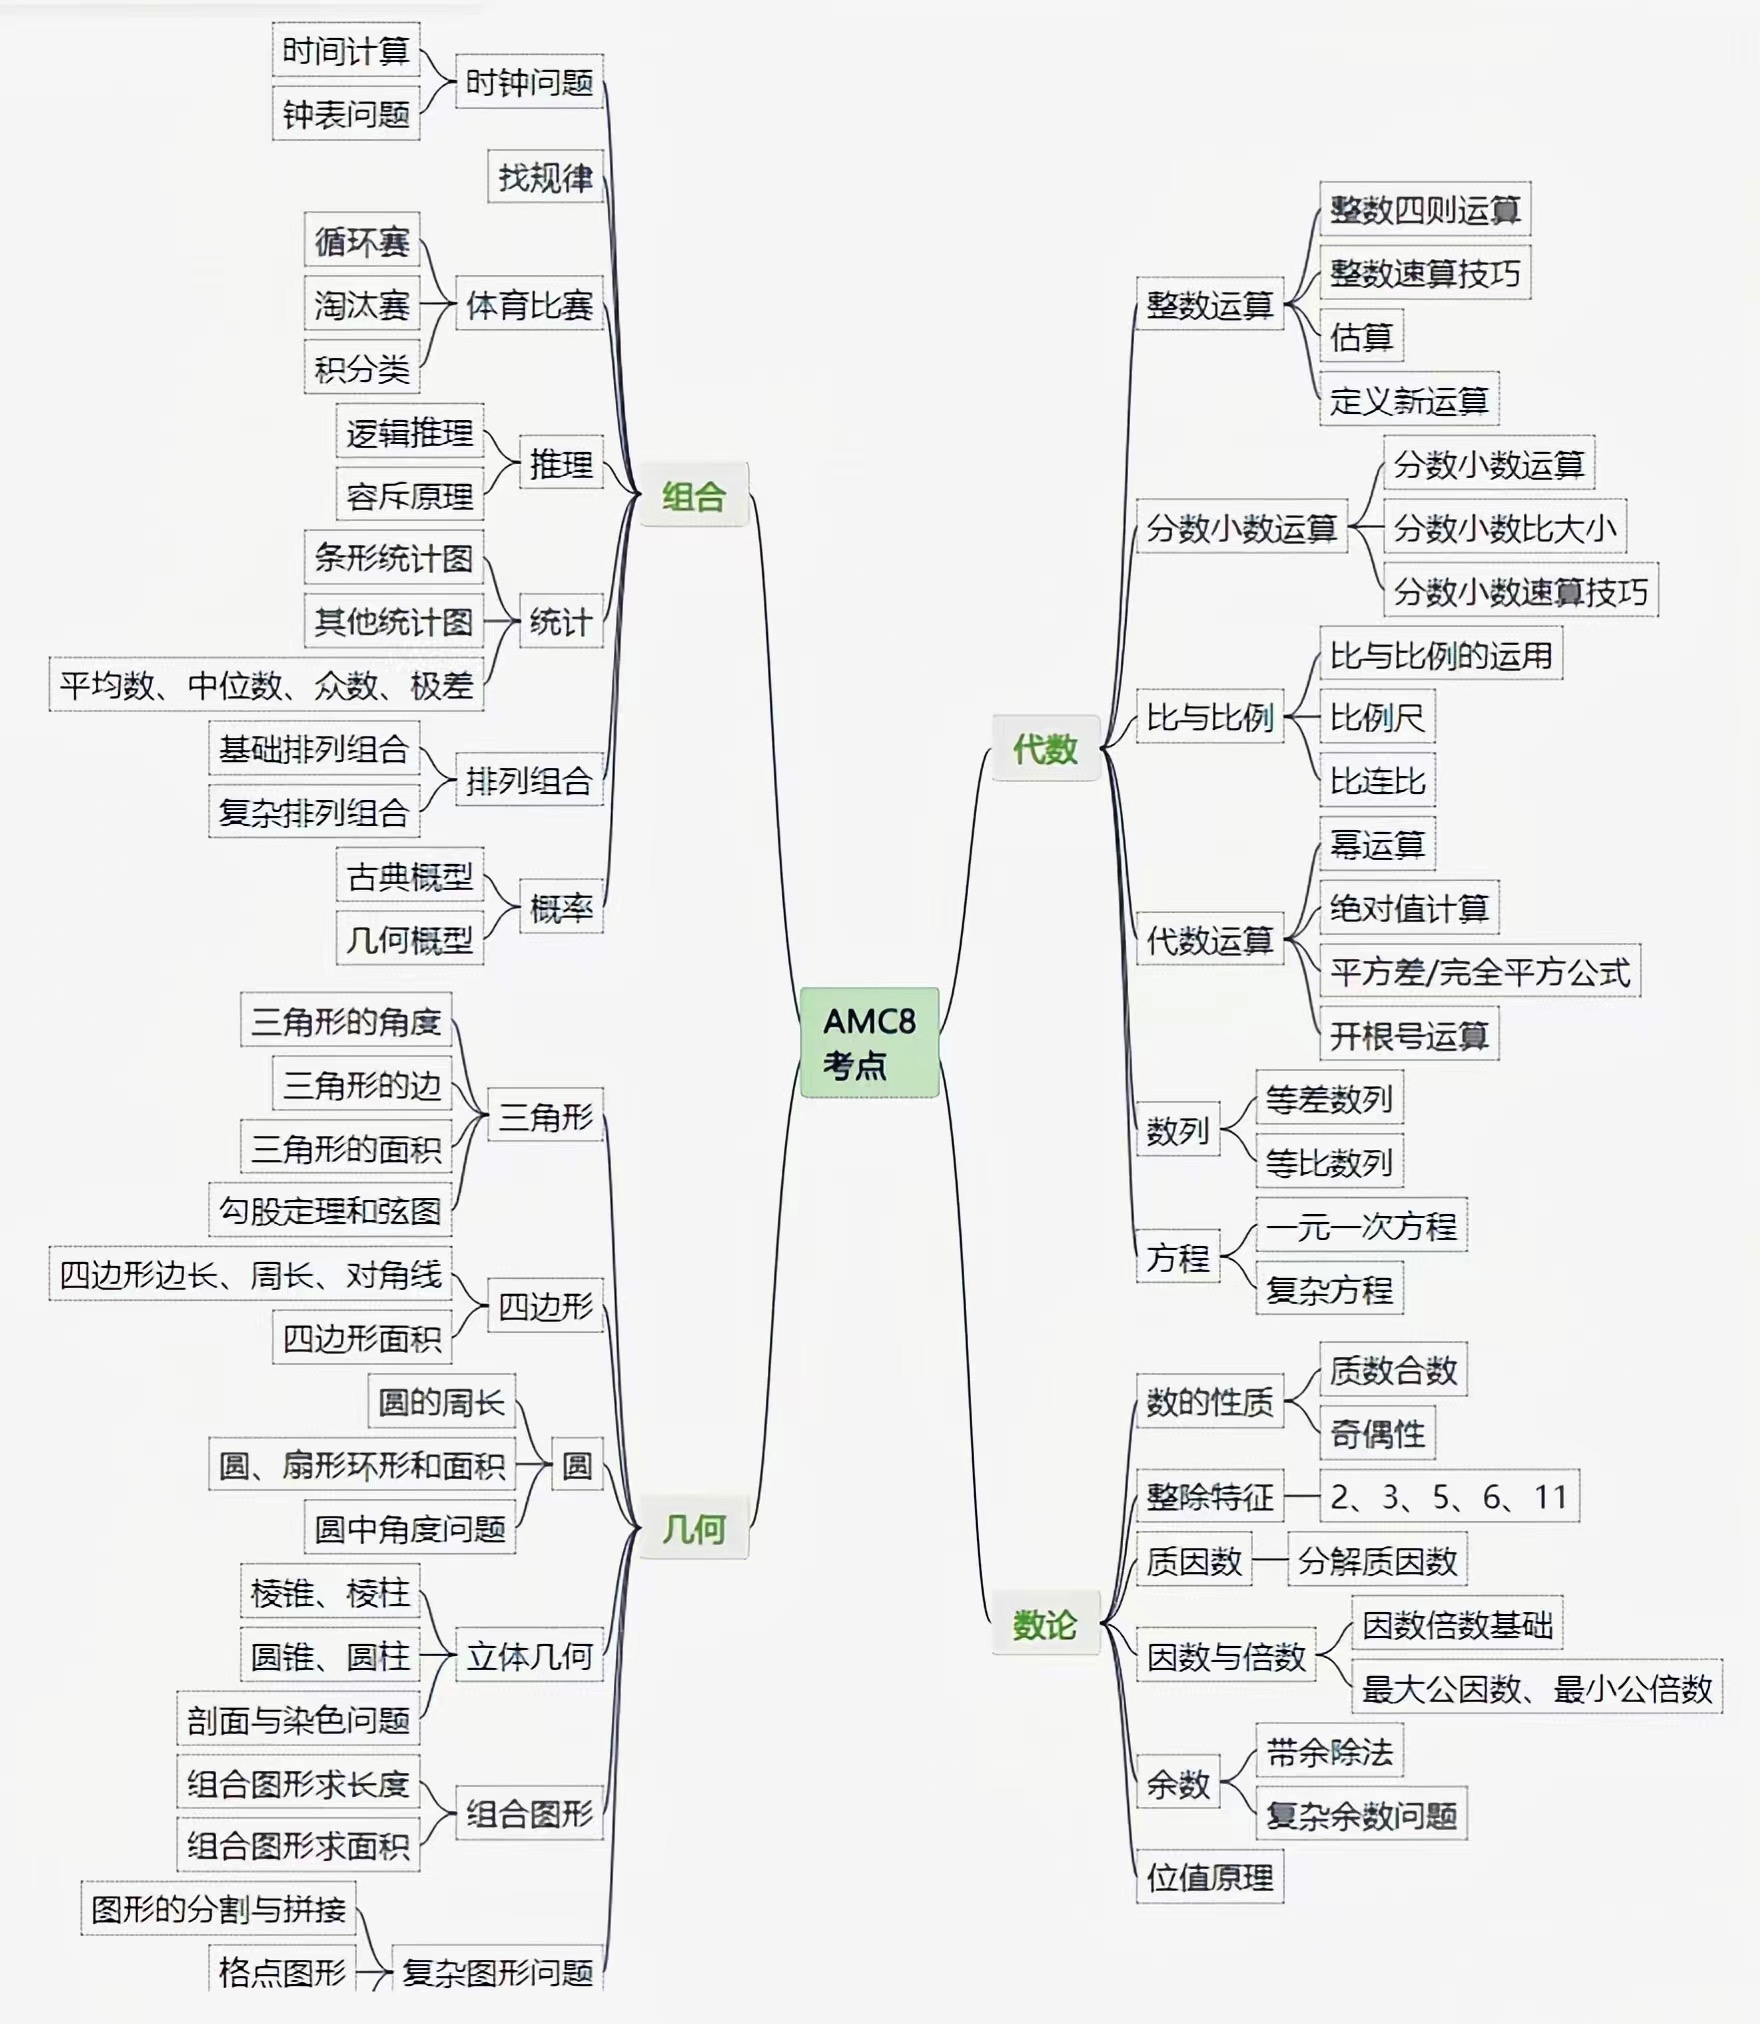 时间计算
时钟问题
钟表问题
找规律
循环赛
淘汰赛
体育比赛
积分类
逻辑推理
推理
容斥原理
条形统计图
其他统计图
统计
平均数、中位数、众数、极差
基础排列组合
排列组合
复杂排列组合
古典概型
概率
几何概型
组合
三角形的角度
三角形的边
三角形
三角形的面积
勾股定理和弦图
四边形边长、周长、对角线
四边形
四边形面积
圆的周长
圆、扇形环形和面积
圆
圆中角度问题
棱锥、棱柱
圆锥、圆柱
立体几何
剖面与染色问题
组合图形求长度
组合图形
组合图形求面积
图形的分割与拼接
格点图形
复杂图形问题
几何
AMC8
考点
代数
整数运算
整数四则运算
整数速算技巧
估算
定义新运算
分数小数运算
分数小数运算
分数小数比大小
分数小数速算技巧
比与比例
比与比例的运用
比例尺
比连比
代数运算
幂运算
绝对值计算
平方差/完全平方公式
开根号运算
数列
等差数列
等比数列
方程
一元一次方程
复杂方程
数论
数的性质
质数合数
奇偶性
整除特征
2、3、5、6、11
质因数
分解质因数
因数与倍数
因数倍数基础
最大公因数、最小公倍数
余数
带余除法
复杂余数问题
位值原理